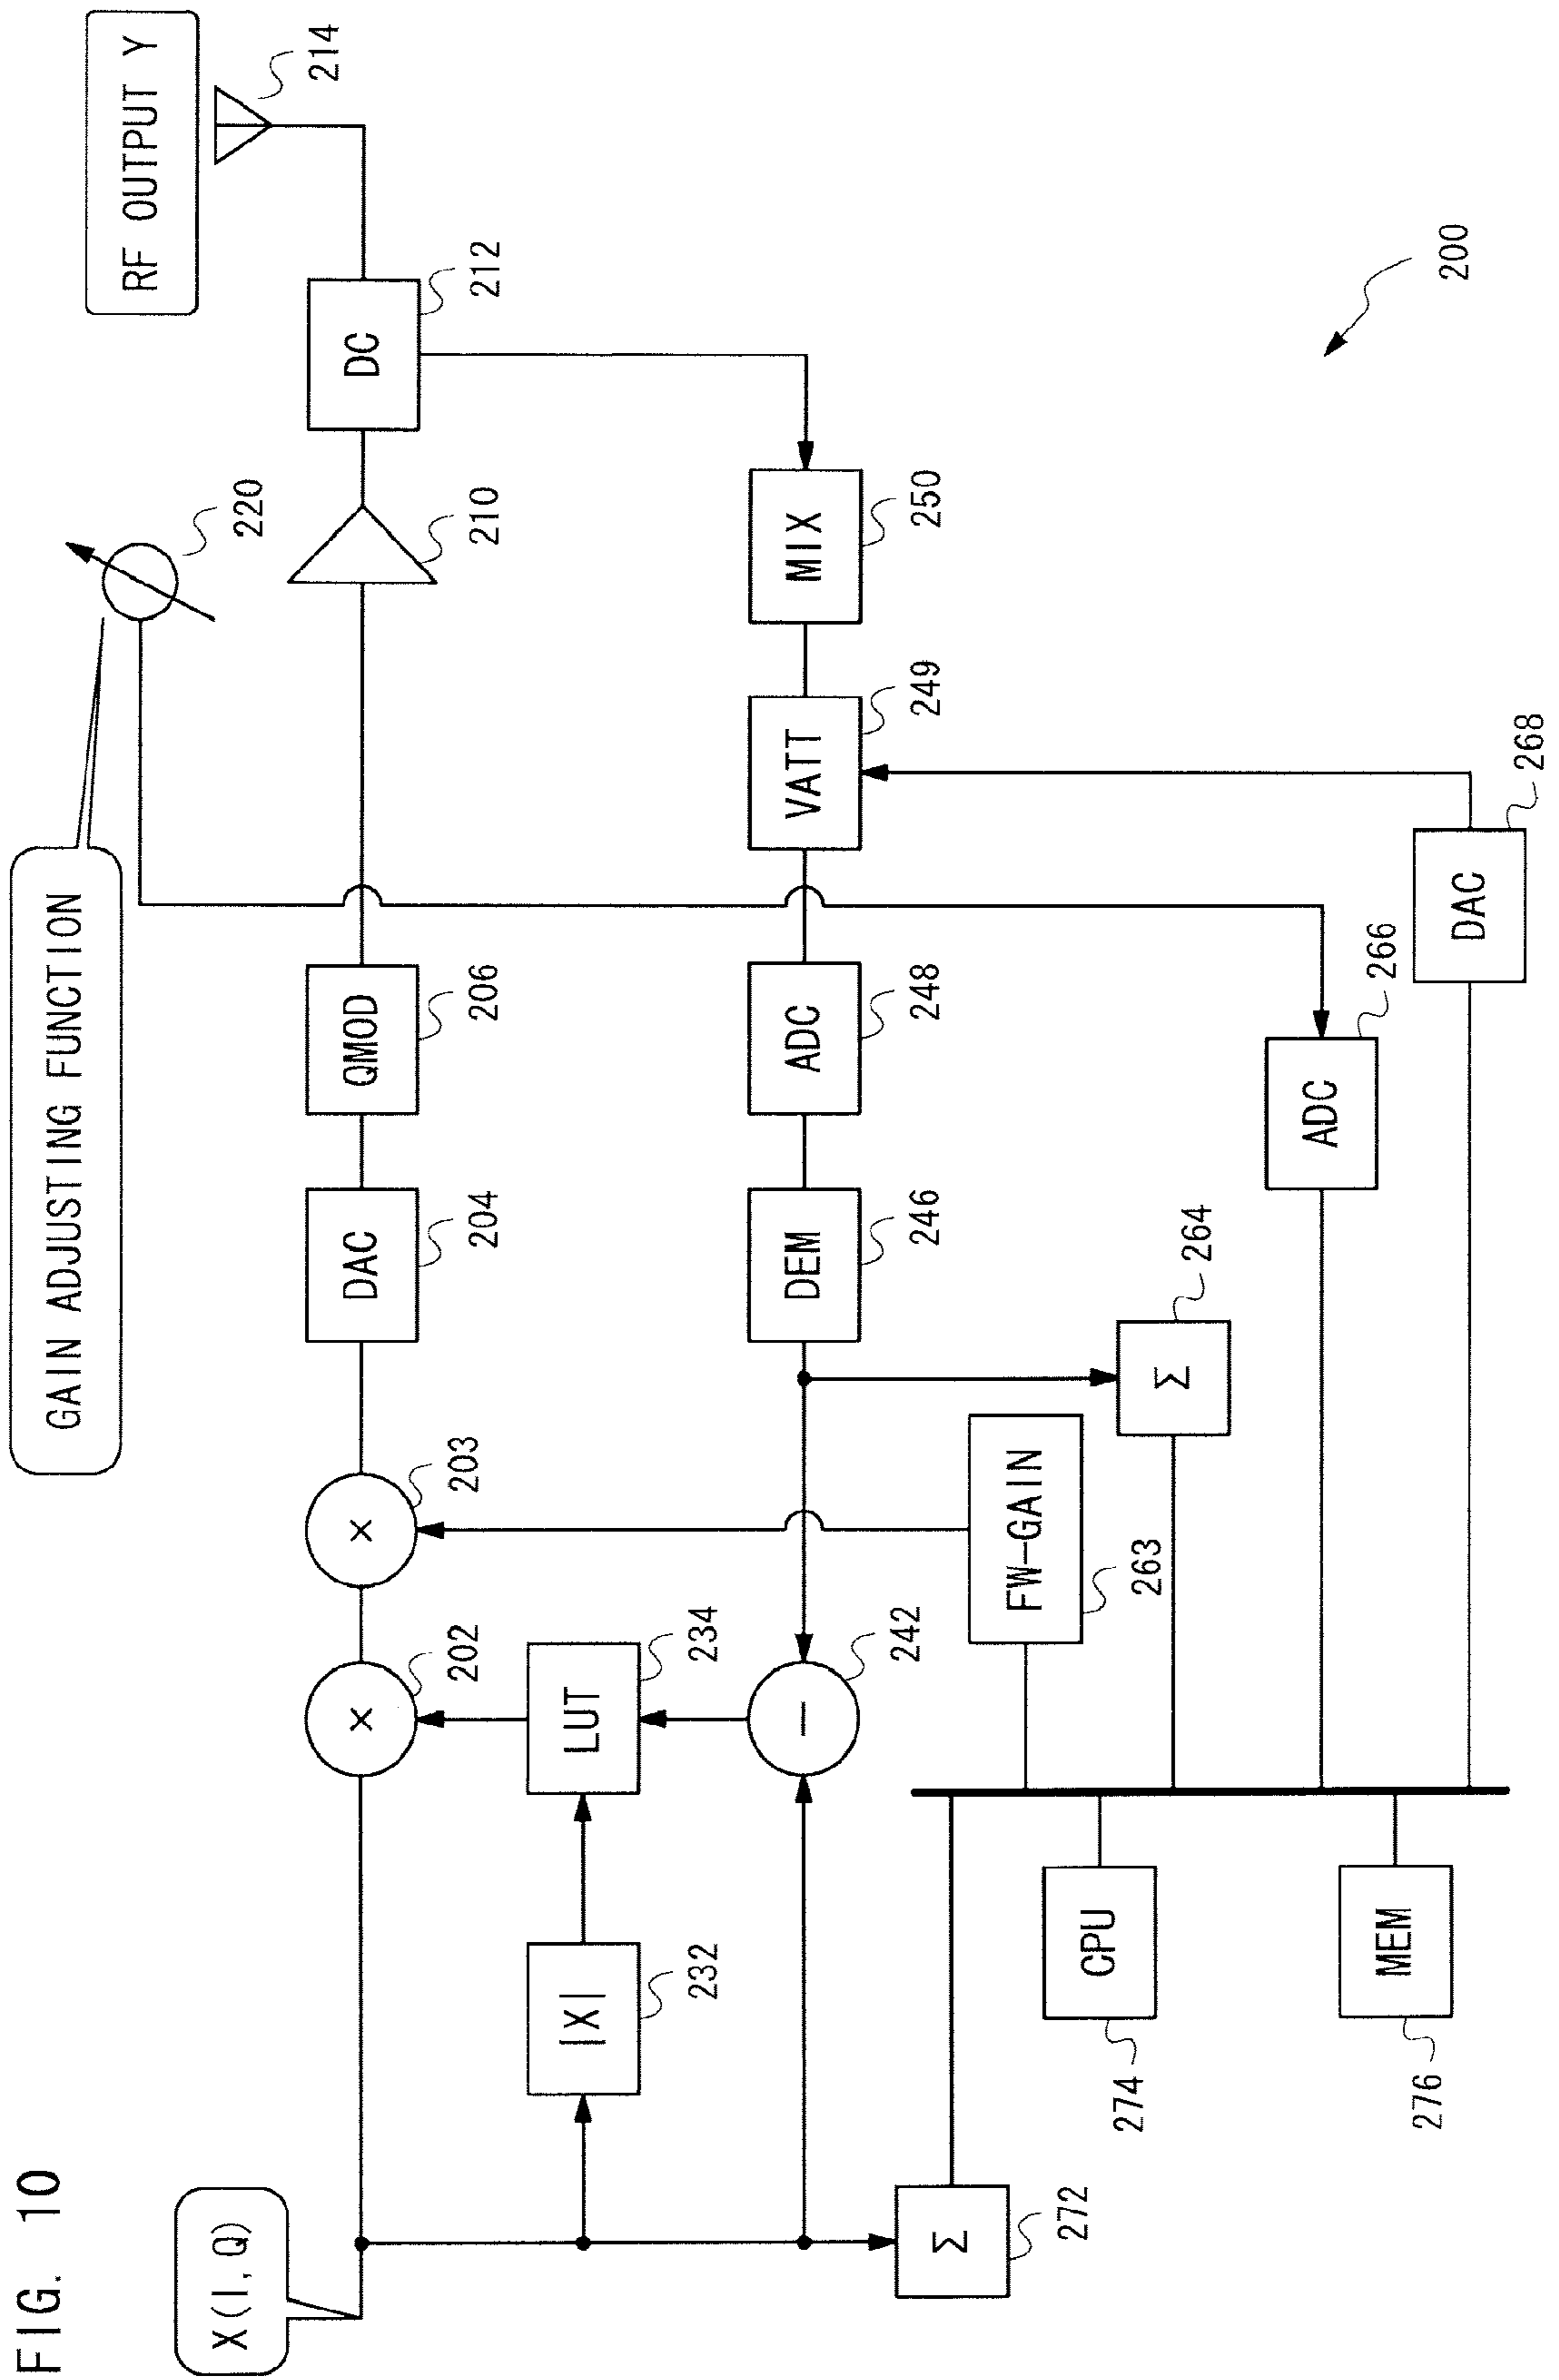 FIG. 10
GAIN ADJUSTING FUNCTION
RF OUTPUT Y
220
214
X(I,Q)
×
202
×
203
DAC
204
QMOD
206
210
DC
212
|X|
232
LUT
234
−
242
DEM
246
ADC
248
VATT
249
MIX
250
Σ
272
FW-GAIN
263
Σ
264
ADC
266
DAC
268
CPU
274
MEM
276
200